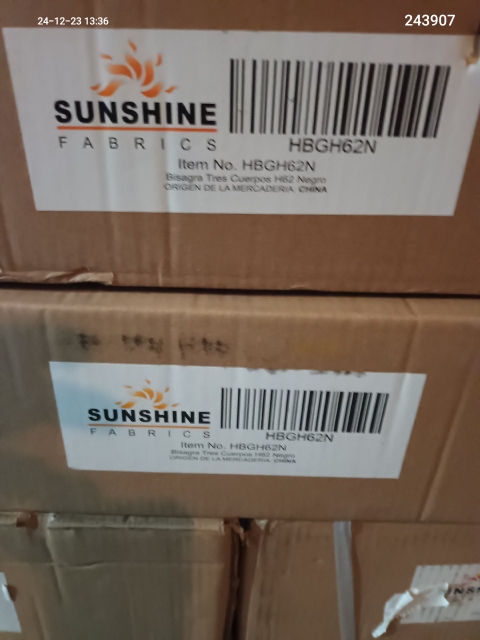 24-12-23 13:36
243907
SUNSHINE
FABRICS
HBGH62N
Item No. HBGH62N
Bisagra Tres Cuerpos H62 Negro
ORIGEN DE LA MERCADERIA: CHINA
SUNSHINE
FABRICS
HBGH62N
Item No. HBGH62N
Bisagra Tres Cuerpos H62 Negro
ORIGEN DE LA MERCADERIA: CHINA